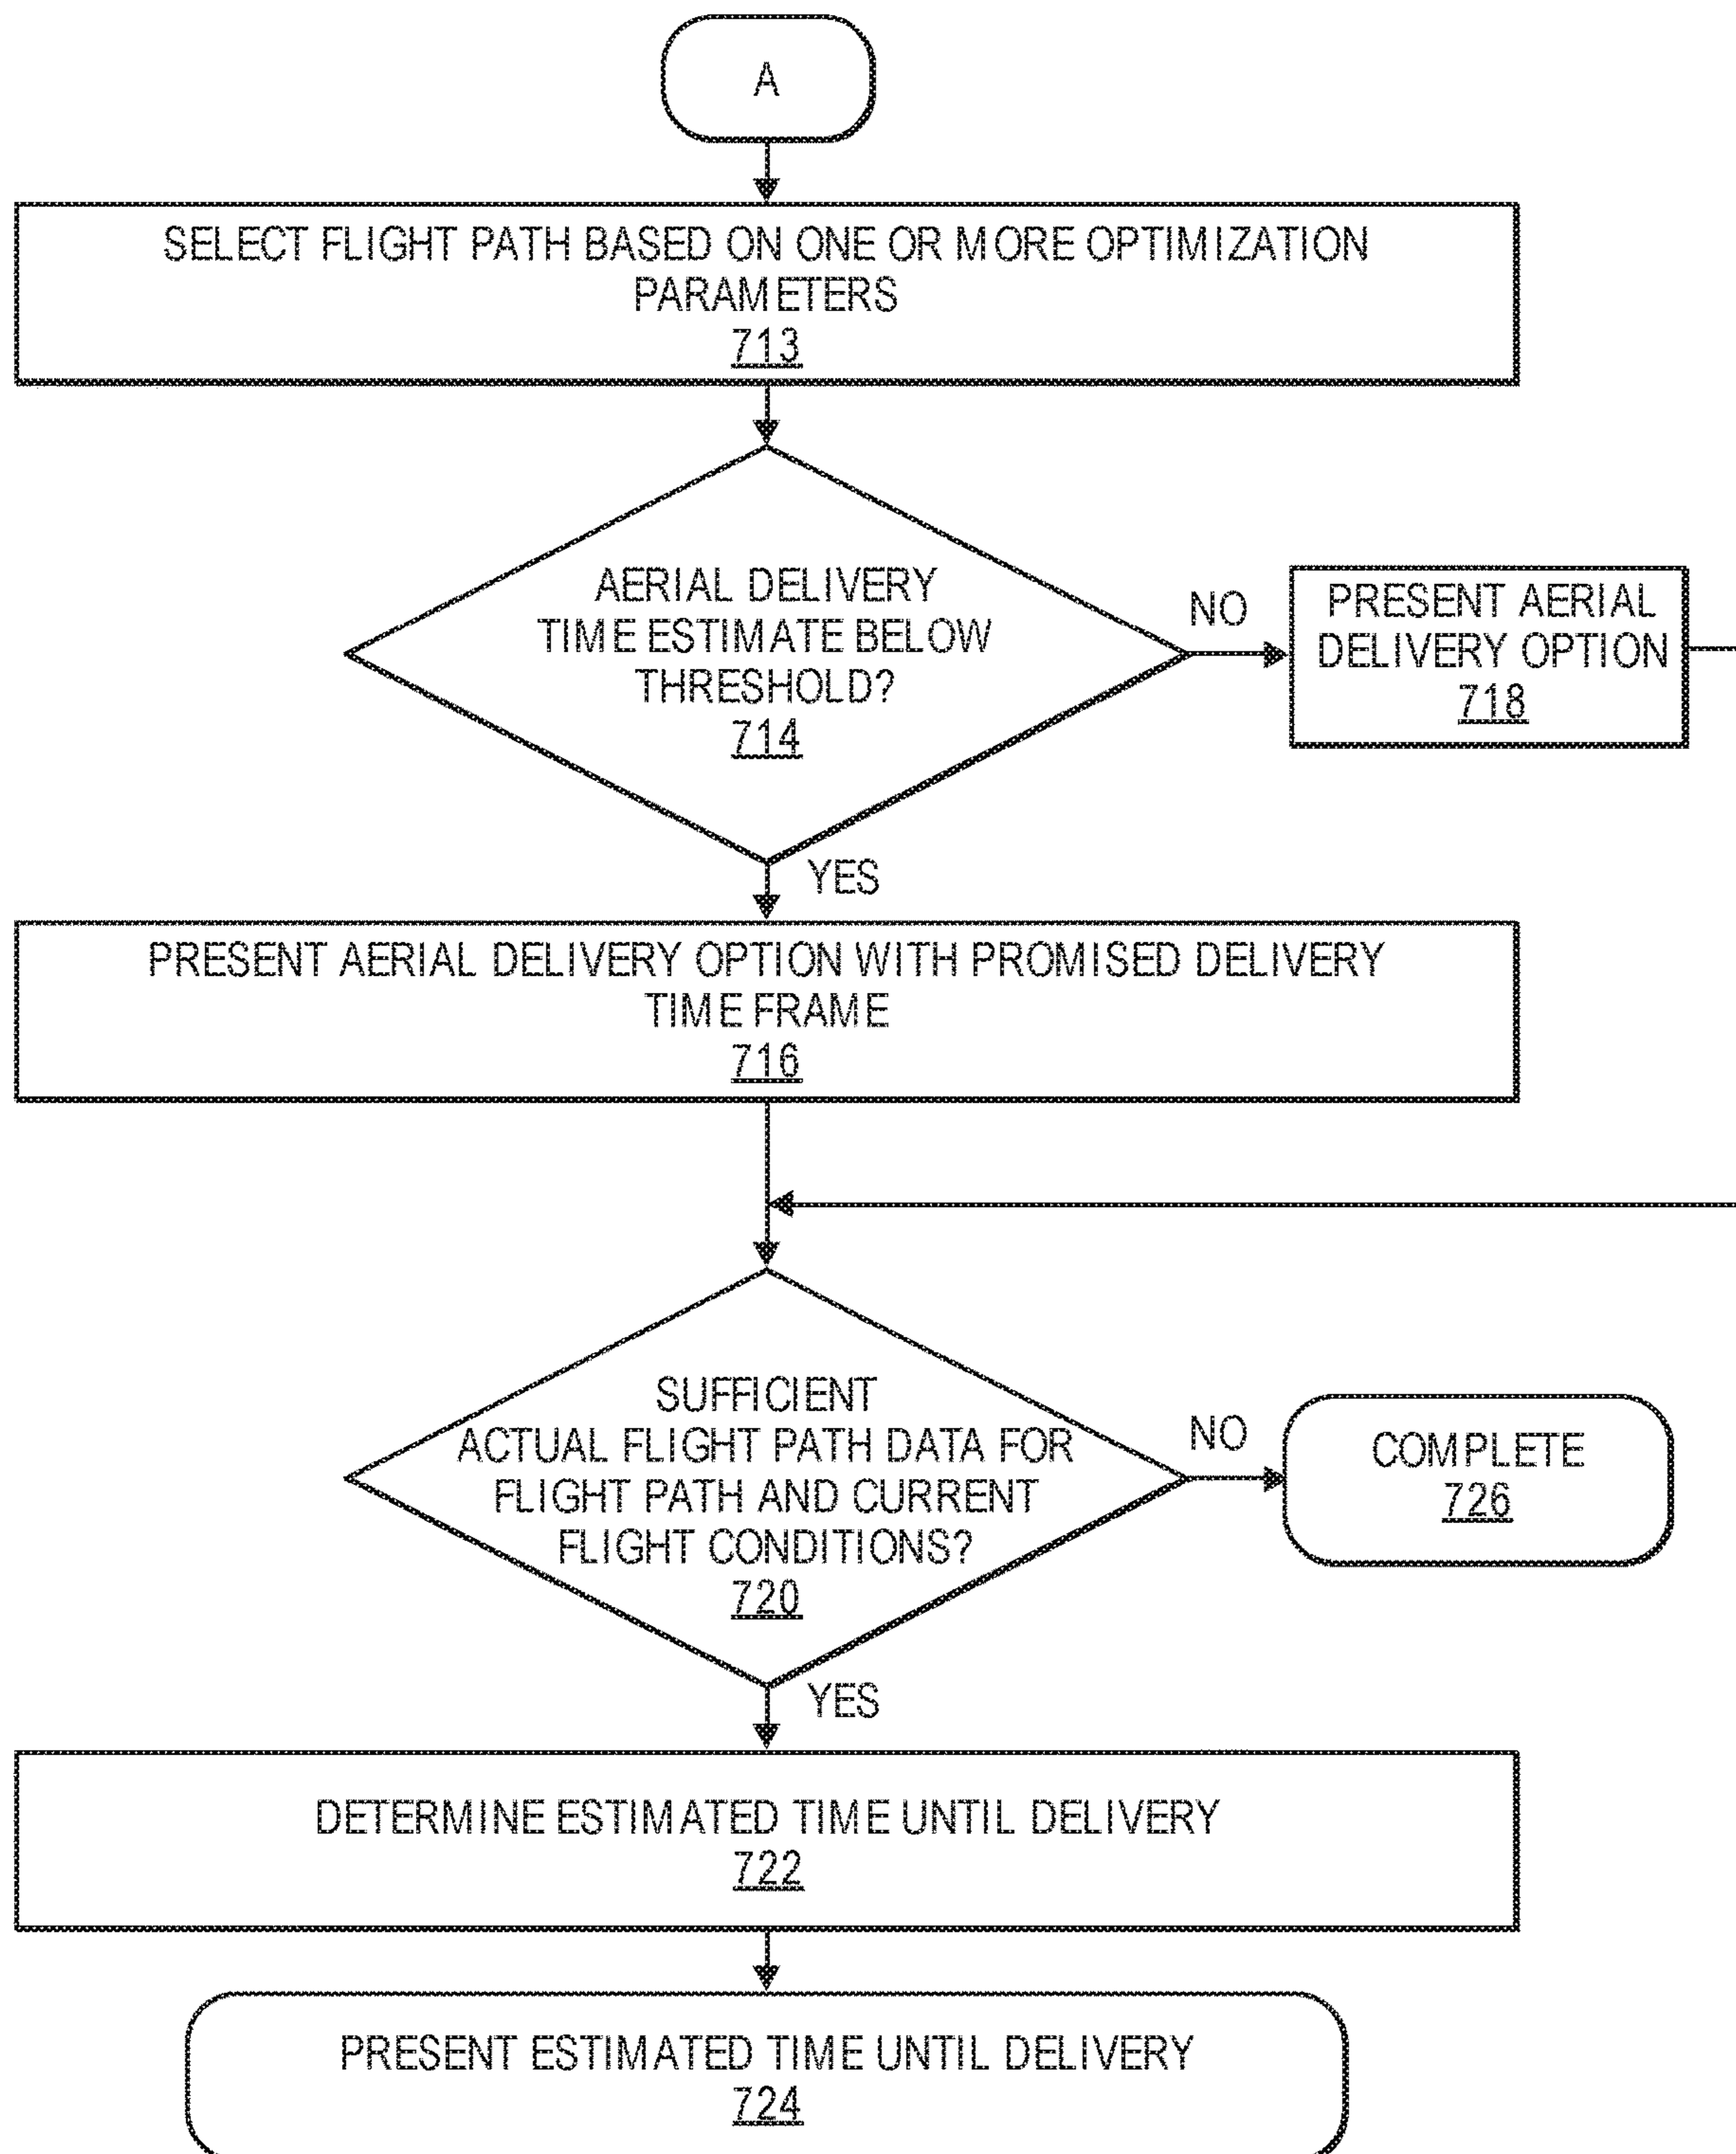 A
SELECT FLIGHT PATH BASED ON ONE OR MORE OPTIMIZATION
PARAMETERS
713
AERIAL DELIVERY
TIME ESTIMATE BELOW
THRESHOLD?
714
NO
PRESENT AERIAL
DELIVERY OPTION
718
YES
PRESENT AERIAL DELIVERY OPTION WITH PROMISED DELIVERY
TIME FRAME
716
SUFFICIENT
ACTUAL FLIGHT PATH DATA FOR
FLIGHT PATH AND CURRENT
FLIGHT CONDITIONS?
720
NO
COMPLETE
726
YES
DETERMINE ESTIMATED TIME UNTIL DELIVERY
722
PRESENT ESTIMATED TIME UNTIL DELIVERY
724